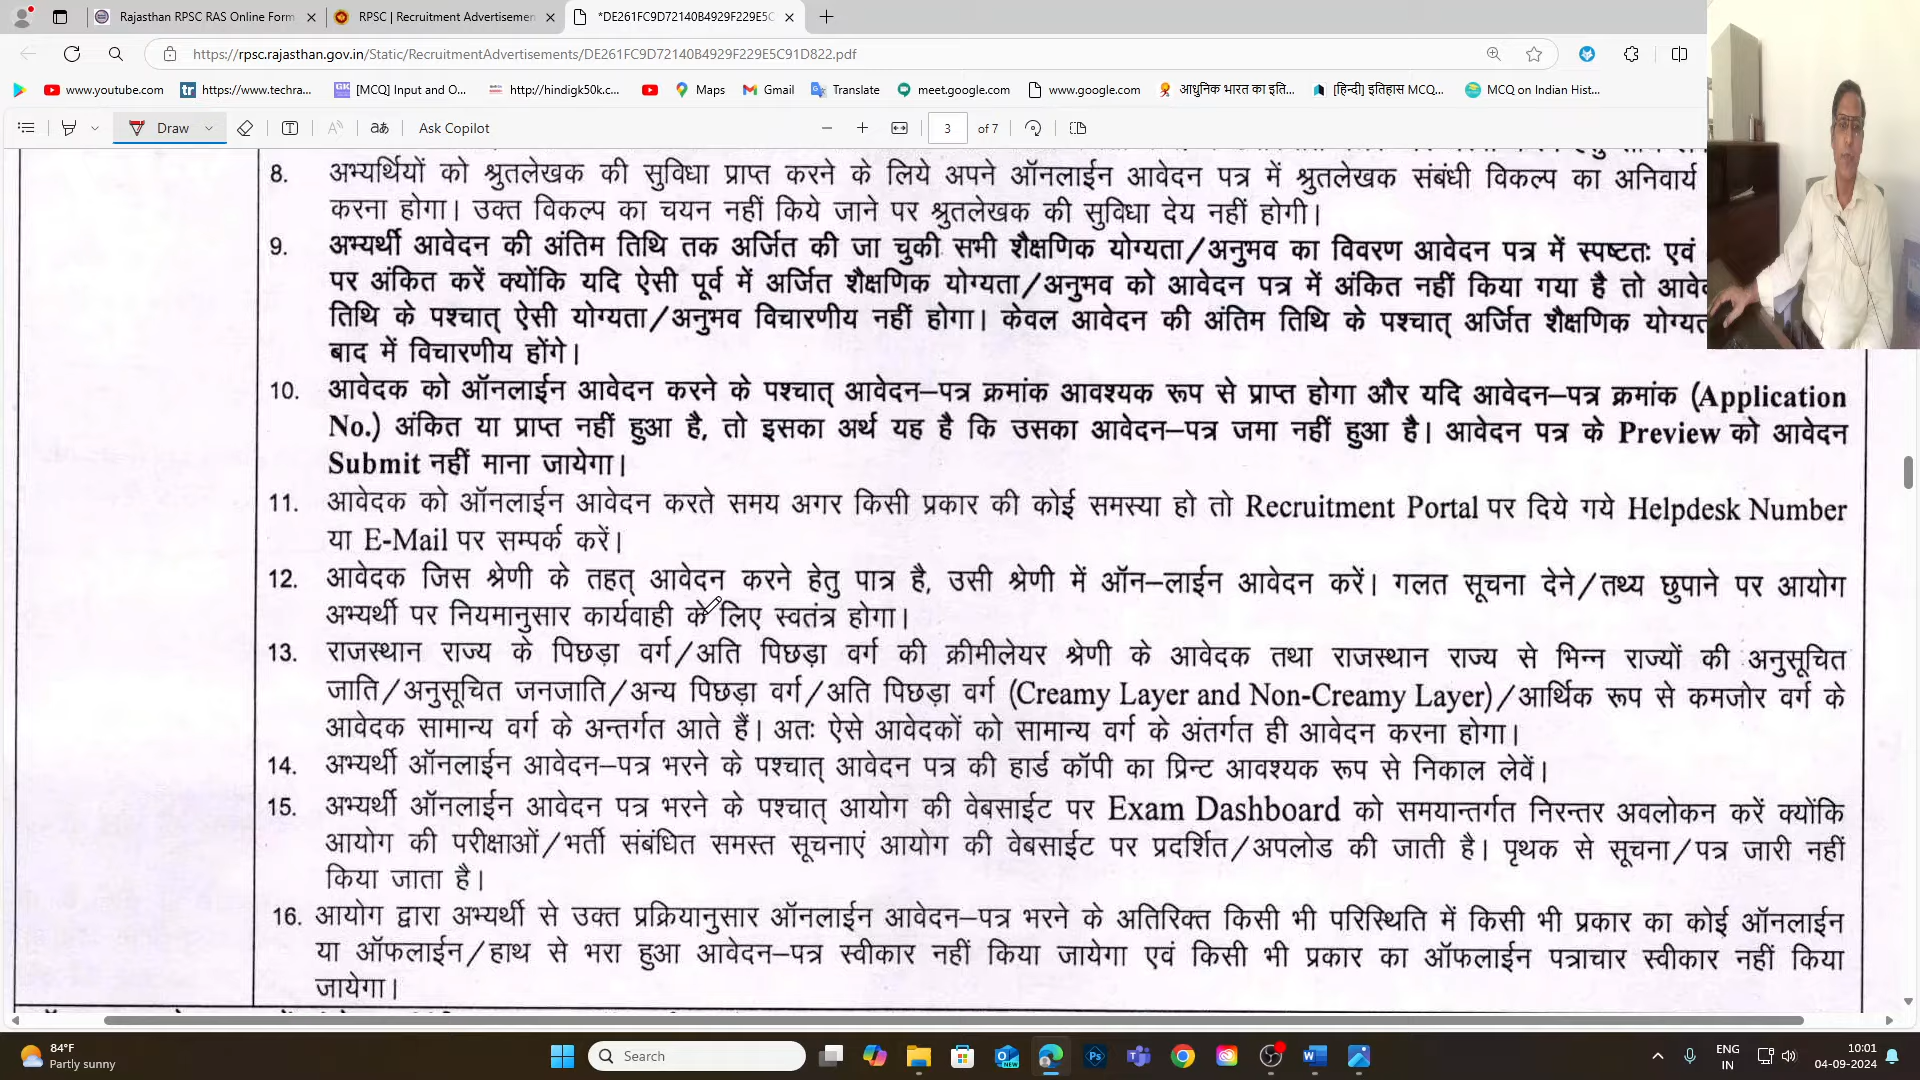 Rajasthan RPSC RAS Online Form
RPSC | Recruitment Advertisemen
*DE261FC9D72140B4929F229E5C
https://rpsc.rajasthan.gov.in/Static/RecruitmentAdvertisements/DE261FC9D72140B4929F229E5C91D822.pdf
www.youtube.com
https://www.techra...
[MCQ] Input and O...
http://hindigk50k.c...
Maps
Gmail
Translate
meet.google.com
www.google.com
आधुनिक भारत का इति...
[हिन्दी] इतिहास MCQ...
MCQ on Indian Hist...
Draw
Ask Copilot
3 of 7
8. अभ्यर्थियों को श्रुतलेखक की सुविधा प्राप्त करने के लिये अपने ऑनलाईन आवेदन पत्र में श्रुतलेखक संबंधी विकल्प का अनिवार्य
करना होगा। उक्त विकल्प का चयन नहीं किये जाने पर श्रुतलेखक की सुविधा देय नहीं होगी।
9. अभ्यर्थी आवेदन की अंतिम तिथि तक अर्जित की जा चुकी सभी शैक्षणिक योग्यता/अनुभव का विवरण आवेदन पत्र में स्पष्टतः एवं
पर अंकित करें क्योंकि यदि ऐसी पूर्व में अर्जित शैक्षणिक योग्यता/अनुभव को आवेदन पत्र में अंकित नहीं किया गया है तो
तिथि के पश्चात् ऐसी योग्यता/अनुभव विचारणीय नहीं होगा। केवल आवेदन की अंतिम तिथि के पश्चात् अर्जित शैक्षणिक
बाद में विचारणीय होंगे।
10. आवेदक को ऑनलाईन आवेदन करने के पश्चात् आवेदन–पत्र क्रमांक आवश्यक रूप से प्राप्त होगा और यदि आवेदन–पत्र क्रमांक (Application
No.) अंकित या प्राप्त नहीं हुआ है, तो इसका अर्थ यह है कि उसका आवेदन–पत्र जमा नहीं हुआ है। आवेदन पत्र के Preview को आवेदन
Submit नहीं माना जायेगा।
11. आवेदक को ऑनलाईन आवेदन करते समय अगर किसी प्रकार की कोई समस्या हो तो Recruitment Portal पर दिये गये Helpdesk Number
या E-Mail पर सम्पर्क करें।
12. आवेदक जिस श्रेणी के तहत् आवेदन करने हेतु पात्र है, उसी श्रेणी में ऑन–लाईन आवेदन करें। गलत सूचना देने/तथ्य छुपाने पर आयोग
अभ्यर्थी पर नियमानुसार कार्यवाही के लिए स्वतंत्र होगा।
13. राजस्थान राज्य के पिछड़ा वर्ग/अति पिछड़ा वर्ग की क्रीमीलेयर श्रेणी के आवेदक तथा राजस्थान राज्य से भिन्न राज्यों की अनुसूचित
जाति/अनुसूचित जनजाति/अन्य पिछड़ा वर्ग/अति पिछड़ा वर्ग (Creamy Layer and Non-Creamy Layer)/आर्थिक रूप से कमजोर वर्ग के
आवेदक सामान्य वर्ग के अन्तर्गत आते हैं। अतः ऐसे आवेदकों को सामान्य वर्ग के अंतर्गत ही आवेदन करना होगा।
14. अभ्यर्थी ऑनलाईन आवेदन–पत्र भरने के पश्चात् आवेदन पत्र की हार्ड कॉपी का प्रिन्ट आवश्यक रूप से निकाल लेवें।
15. अभ्यर्थी ऑनलाईन आवेदन पत्र भरने के पश्चात् आयोग की वेबसाईट पर Exam Dashboard को समयान्तर्गत निरन्तर अवलोकन करें क्योंकि
आयोग की परीक्षाओं/भर्ती संबंधित समस्त सूचनाएं आयोग की वेबसाईट पर प्रदर्शित/अपलोड की जाती है। पृथक से सूचना/पत्र जारी नहीं
किया जाता है।
16. आयोग द्वारा अभ्यर्थी से उक्त प्रक्रियानुसार ऑनलाईन आवेदन–पत्र भरने के अतिरिक्त किसी भी परिस्थिति में किसी भी प्रकार का कोई ऑनलाईन
या ऑफलाईन/हाथ से भरा हुआ आवेदन–पत्र स्वीकार नहीं किया जायेगा एवं किसी भी प्रकार का ऑफलाईन पत्राचार स्वीकार नहीं किया
जायेगा।
84°F
Partly sunny
Search
ENG
IN
10:01
04-09-2024